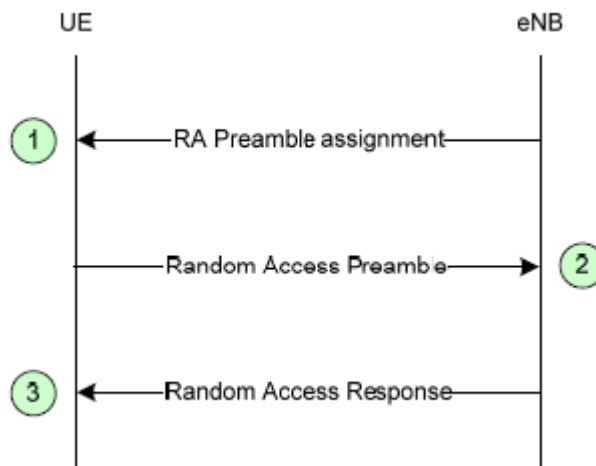 UE eNB
1 RA Preamble assignment
Random Access Preamble 2
3 Random Access Response